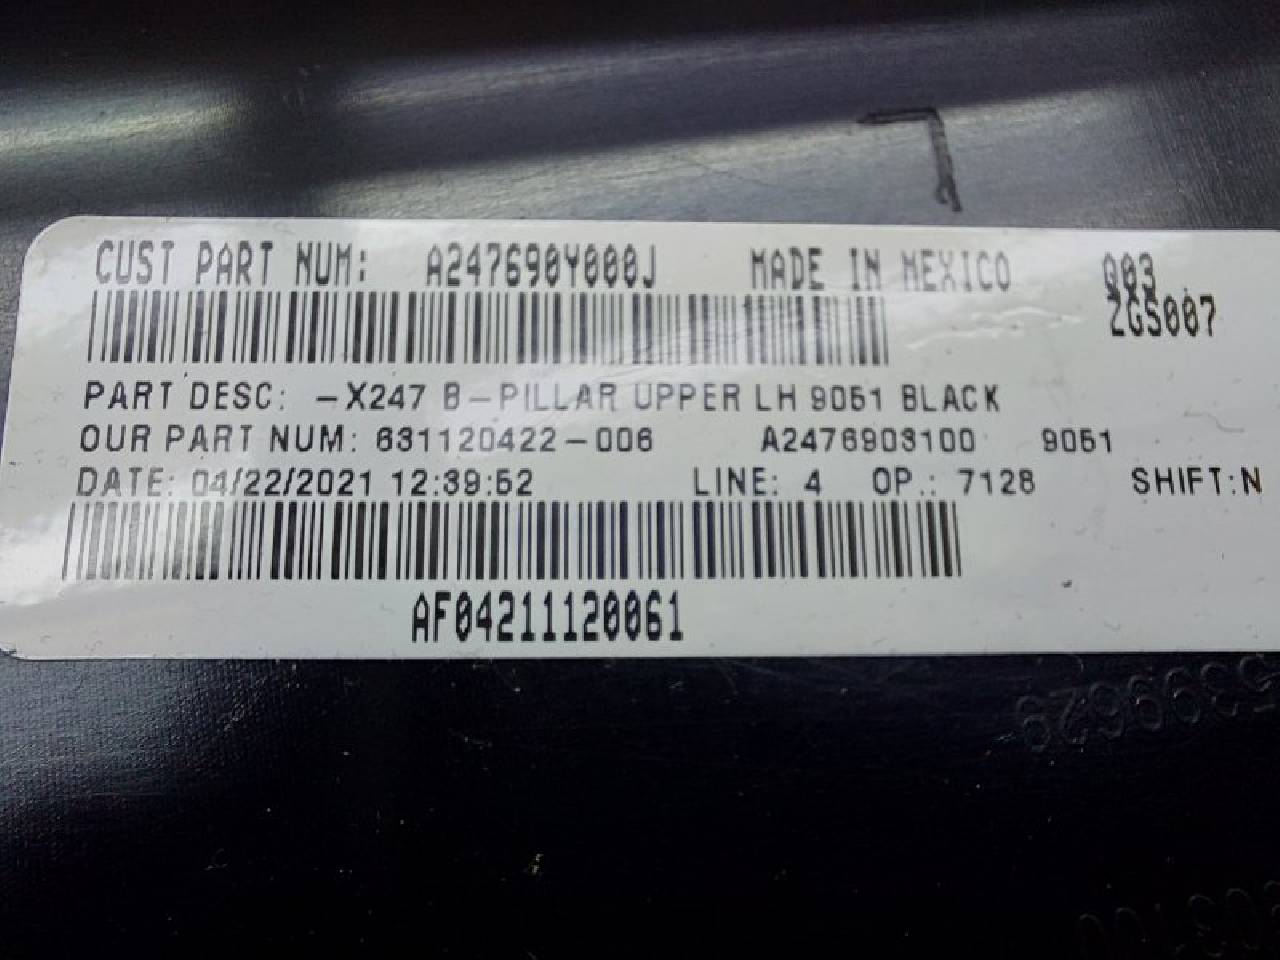 CUST PART NUM: A247690Y000J MADE IN MEXICO Q03
ZGS007
PART DESC: -X247 B-PILLAR UPPER LH 9051 BLACK
OUR PART NUM: 631120422-006 A2476903100 9051
DATE: 04/22/2021 12:39:52 LINE: 4 OP.: 7128 SHIFT:N
AF04211120061